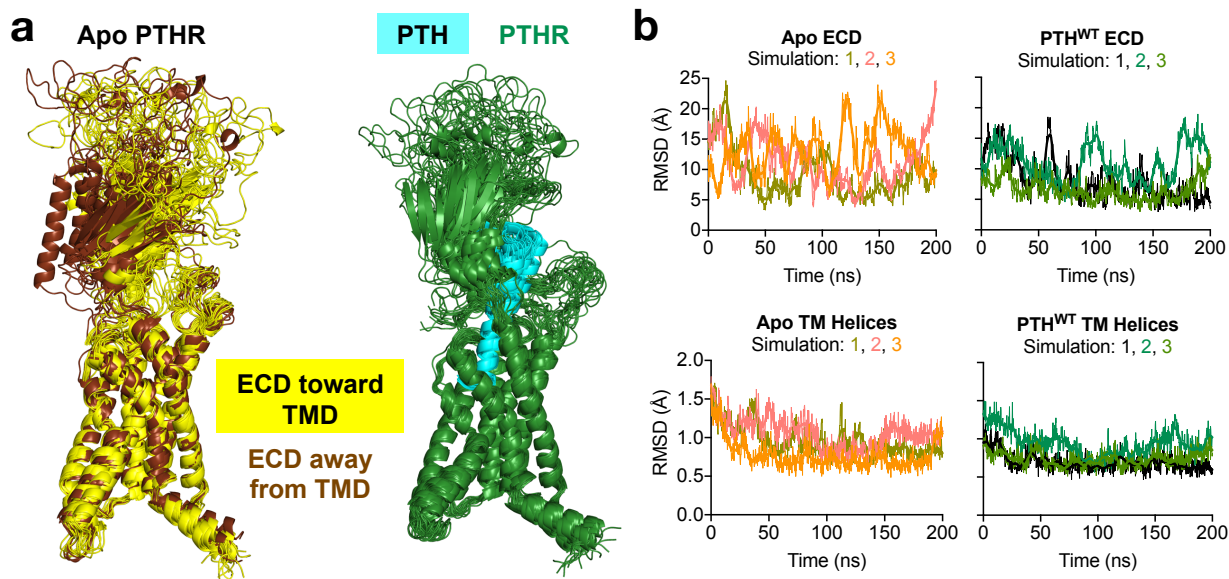 a
Apo PTHR
PTH PTHR
ECD toward
TMD
ECD away
from TMD
b
Apo ECD
Simulation: 1, 2, 3
RMSD (Å)
25
20
15
10
5
0
0 50 100 150 200
Time (ns)
PTHWT ECD
Simulation: 1, 2, 3
0 50 100 150 200
Time (ns)
Apo TM Helices
Simulation: 1, 2, 3
RMSD (Å)
2.0
1.5
1.0
0.5
0.0
0 50 100 150 200
Time (ns)
PTHWT TM Helices
Simulation: 1, 2, 3
0 50 100 150 200
Time (ns)